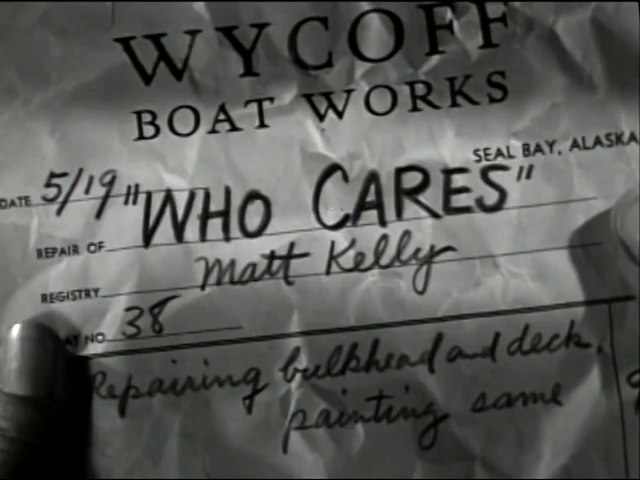 WYCOFF
BOAT WORKS
SEAL BAY, ALASKA
DATE 5/19
REPAIR OF "WHO CARES"
REGISTRY Matt Kelly
NO. 38
Repairing bulkhead and deck,
painting same